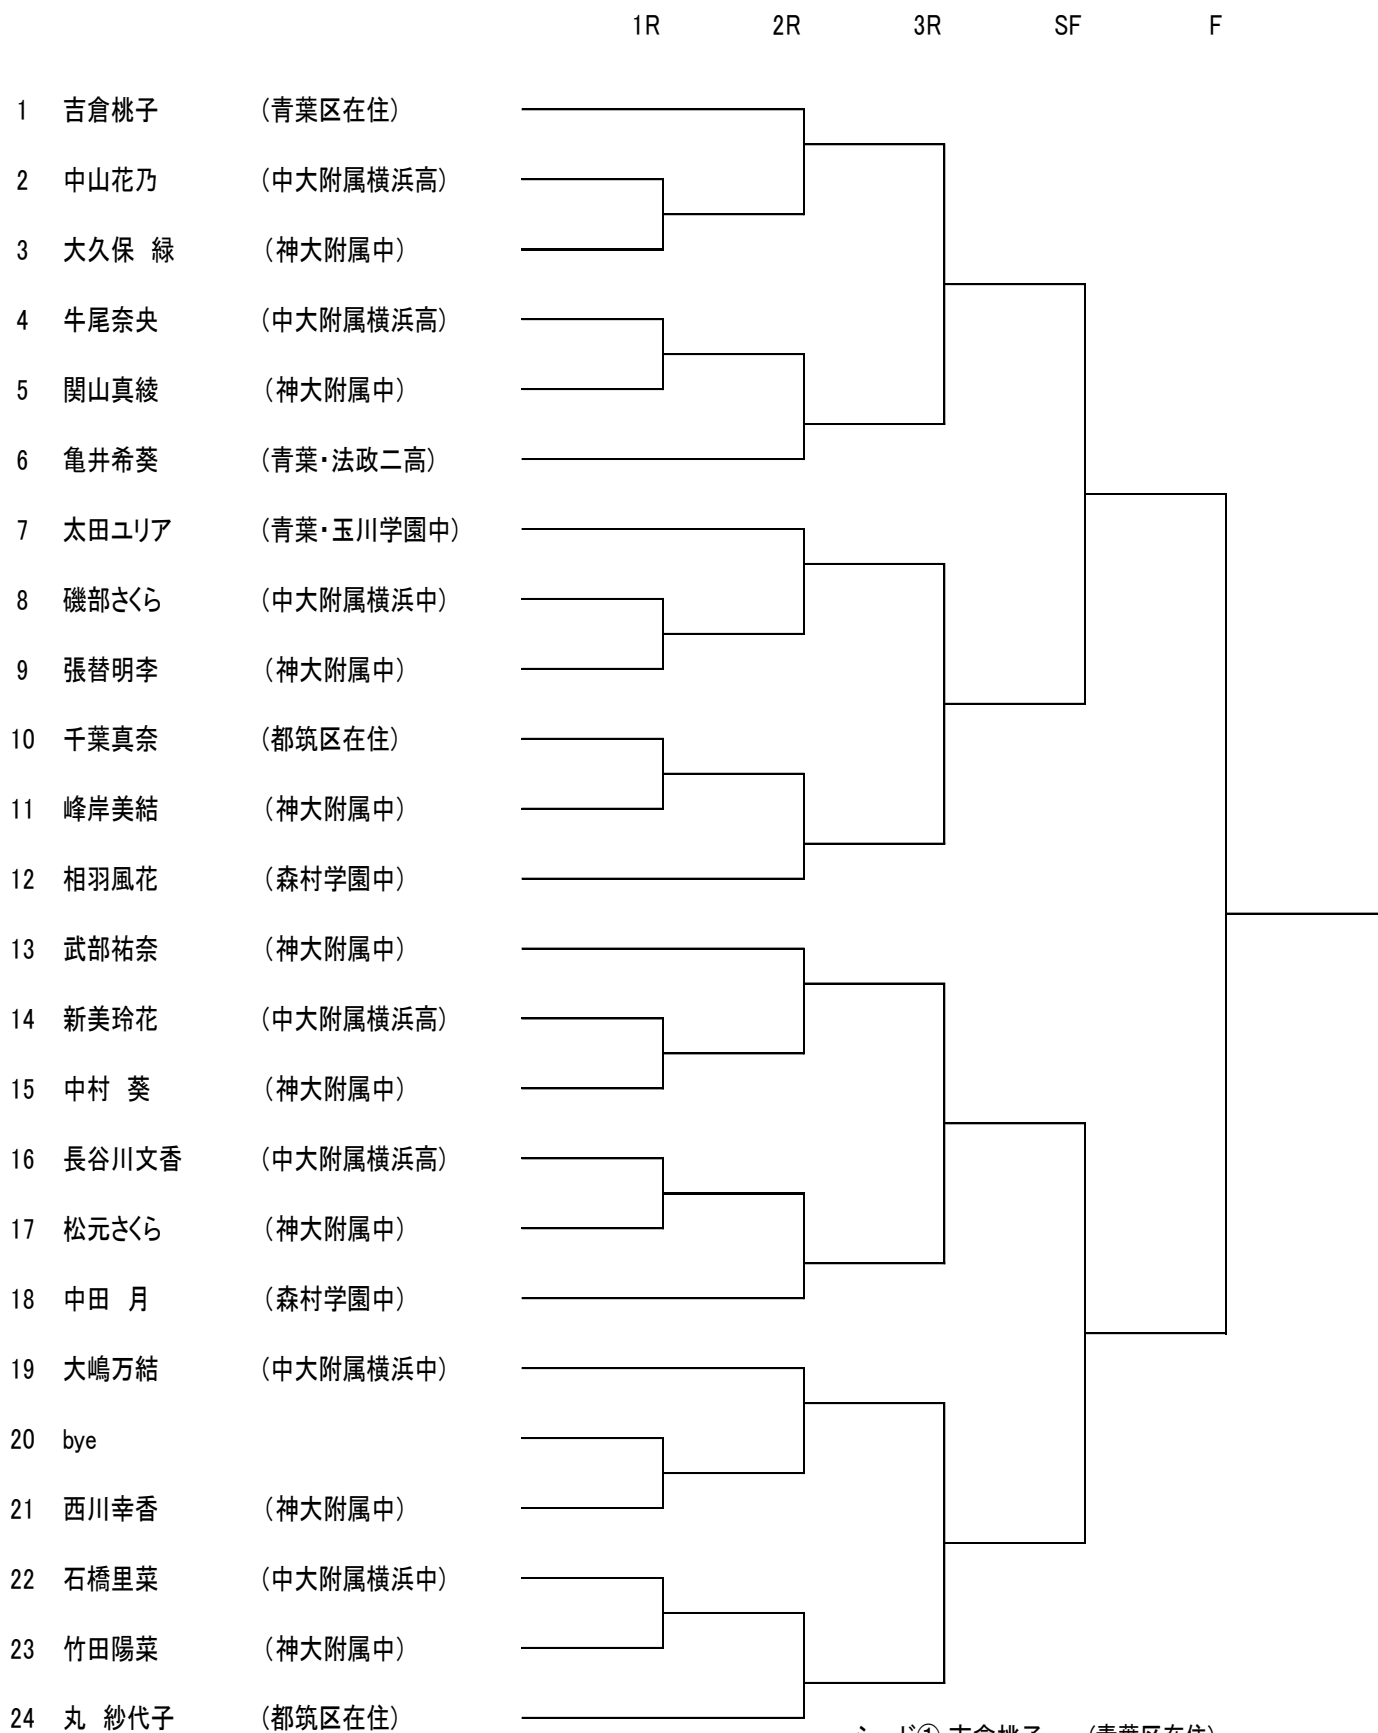 1R 2R 3R SF F
1 吉倉桃子 (青葉区在住)
2 中山花乃 (中大附属横浜高)
3 大久保 緑 (神大附属中)
4 牛尾奈央 (中大附属横浜高)
5 関山真綾 (神大附属中)
6 亀井希葵 (青葉・法政二高)
7 太田ユリア (青葉・玉川学園中)
8 磯部さくら (中大附属横浜中)
9 張替明李 (神大附属中)
10 千葉真奈 (都筑区在住)
11 峰岸美結 (神大附属中)
12 相羽風花 (森村学園中)
13 武部祐奈 (神大附属中)
14 新美玲花 (中大附属横浜高)
15 中村 葵 (神大附属中)
16 長谷川文香 (中大附属横浜高)
17 松元さくら (神大附属中)
18 中田 月 (森村学園中)
19 大嶋万結 (中大附属横浜中)
20 bye
21 西川幸香 (神大附属中)
22 石橋里菜 (中大附属横浜中)
23 竹田陽菜 (神大附属中)
24 丸 紗代子 (都筑区在住)
シード① 吉倉桃子 (青葉区在住)